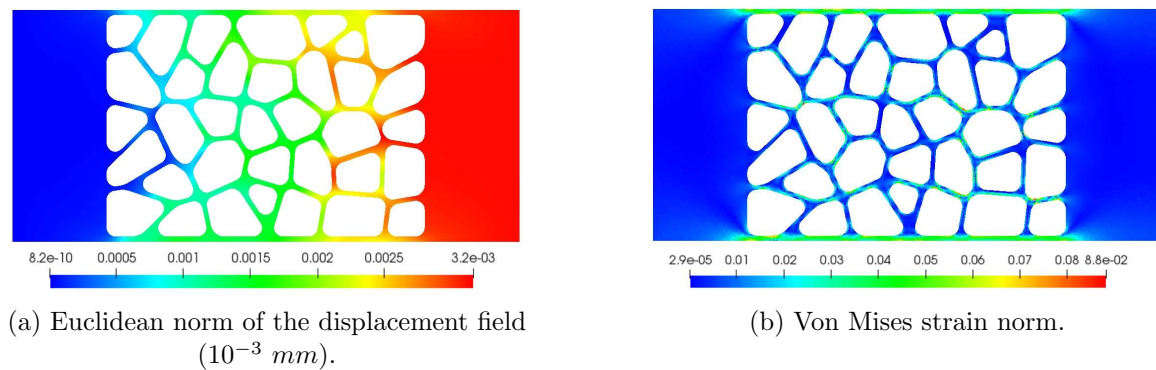 8.2e-10 0.0005 0.001 0.0015 0.002 0.0025 3.2e-03
2.9e-05 0.01 0.02 0.03 0.04 0.05 0.06 0.07 0.08 8.8e-02
(a) Euclidean norm of the displacement field
(10⁻³ mm).
(b) Von Mises strain norm.